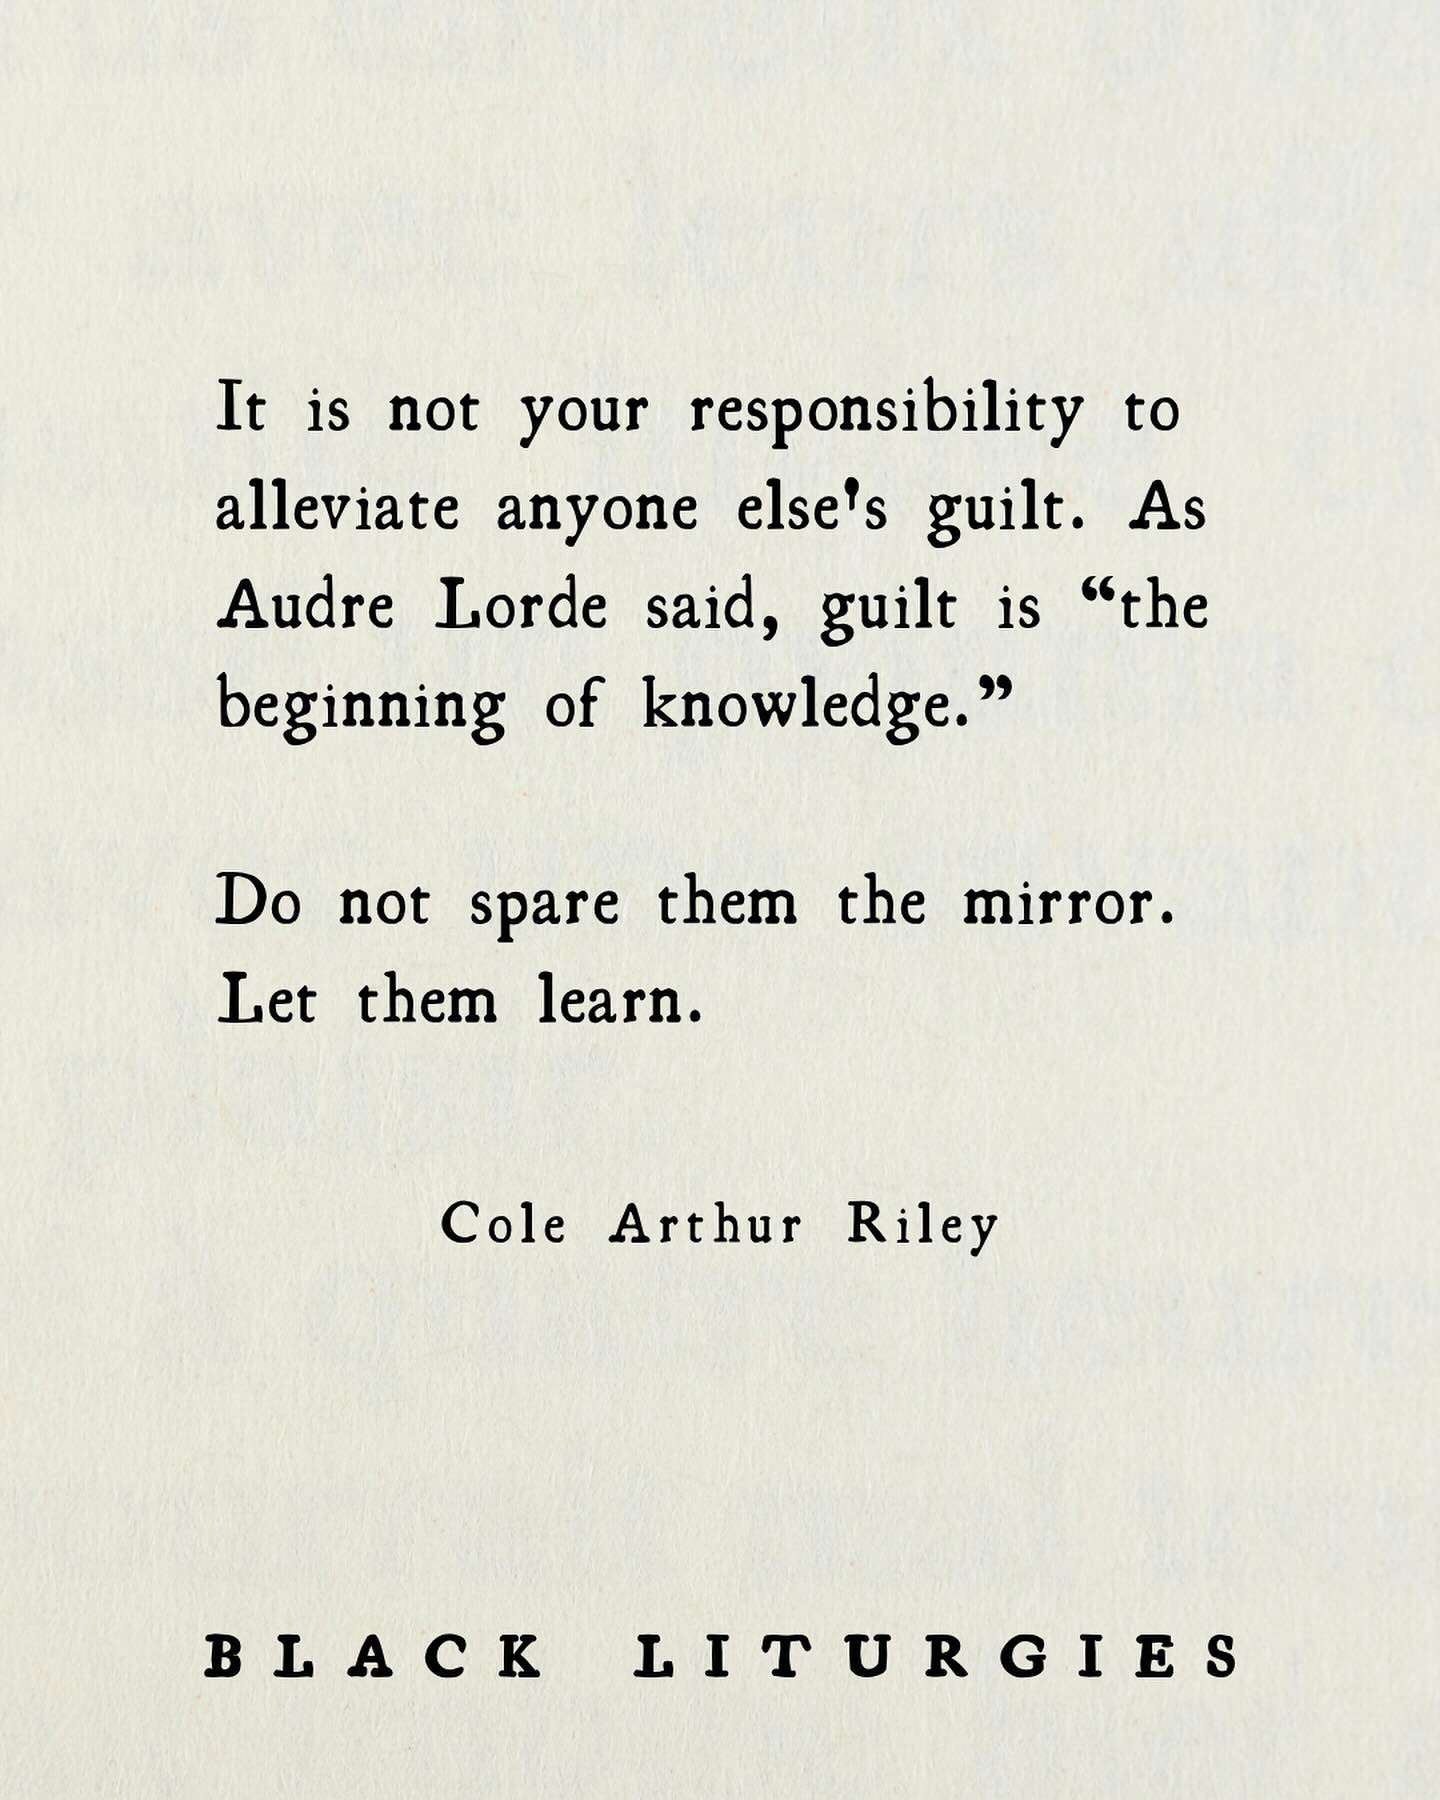 It is not your responsibility to
alleviate anyone else's guilt. As
Audre Lorde said, guilt is “the
beginning of knowledge.”
Do not spare them the mirror.
Let them learn.
Cole Arthur Riley
BLACK LITURGIES